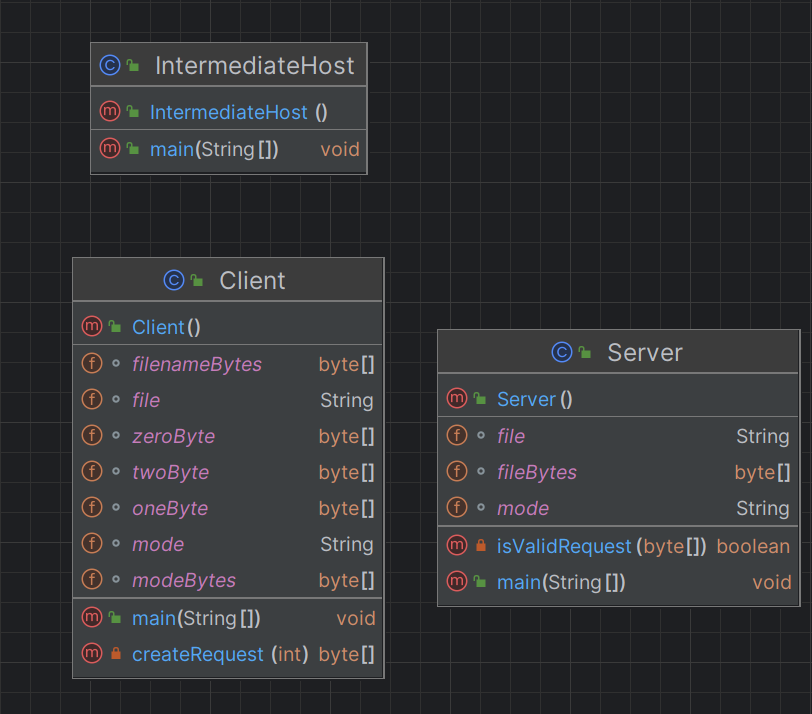 C IntermediateHost
m IntermediateHost ()
m main(String[]) void
C Client
m Client()
f filenameBytes byte[]
f file String
f zeroByte byte[]
f twoByte byte[]
f oneByte byte[]
f mode String
f modeBytes byte[]
m main(String[]) void
m createRequest (int) byte[]
C Server
m Server ()
f file String
f fileBytes byte[]
f mode String
m isValidRequest (byte[]) boolean
m main(String[]) void